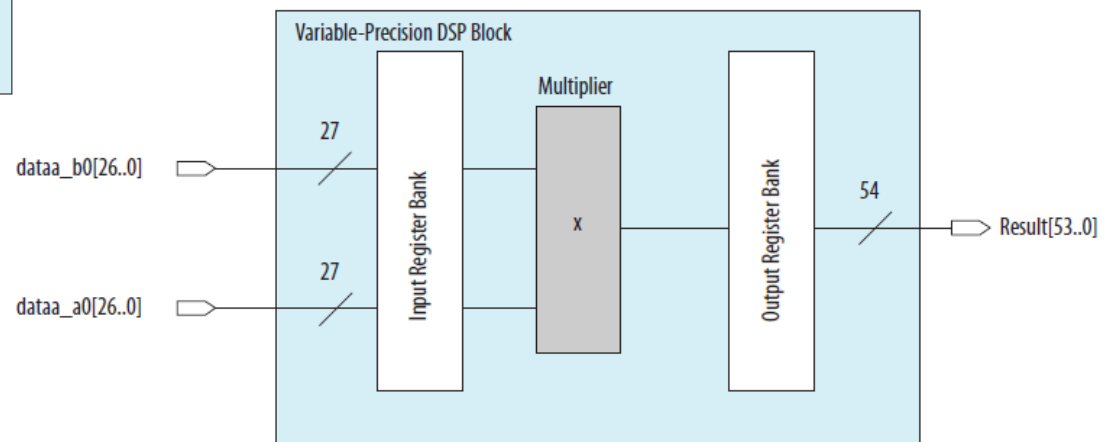 Variable-Precision DSP Block
Multiplier
27
dataa_b0[26..0]
Input Register Bank
x
Output Register Bank
54
Result[53..0]
27
dataa_a0[26..0]